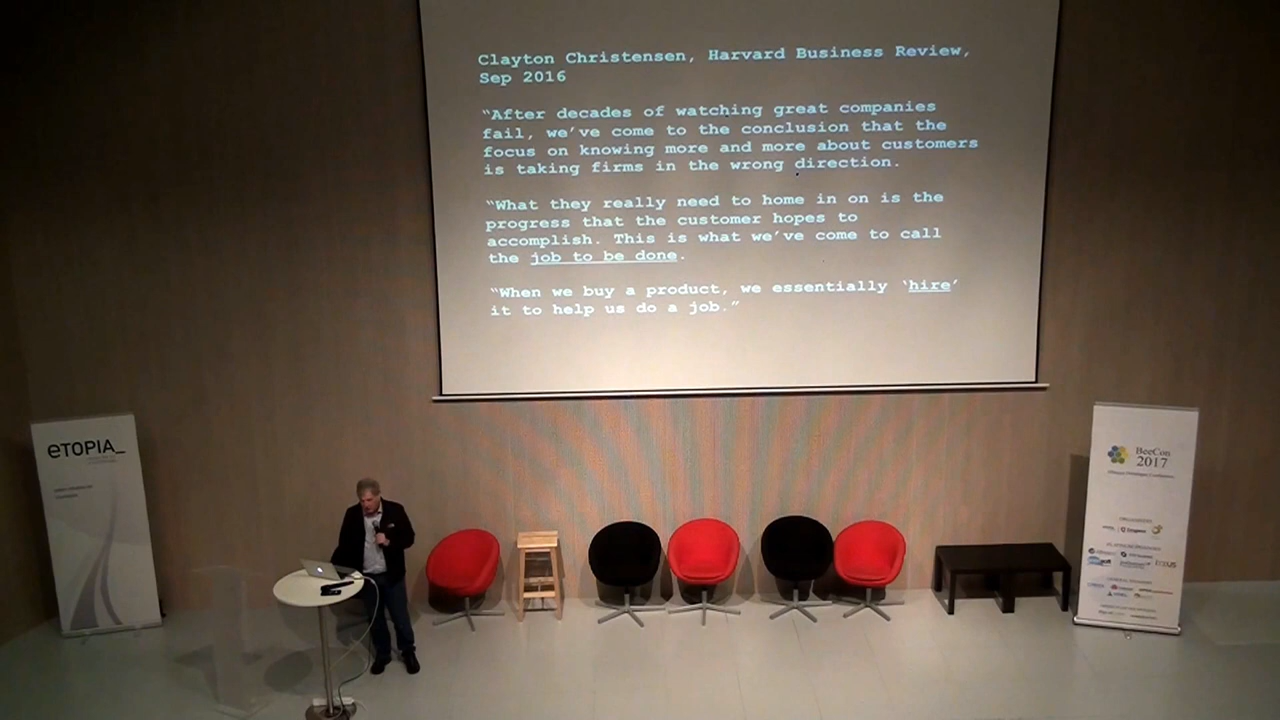 Clayton Christensen, Harvard Business Review,
Sep 2016
“After decades of watching great companies
fail, we’ve come to the conclusion that the
focus on knowing more and more about customers
is taking firms in the wrong direction.
“What they really need to home in on is the
progress that the customer hopes to
accomplish. This is what we’ve come to call
the job to be done.
“When we buy a product, we essentially ‘hire’
it to help us do a job.”
eTOPIA_
BeeCon
2017